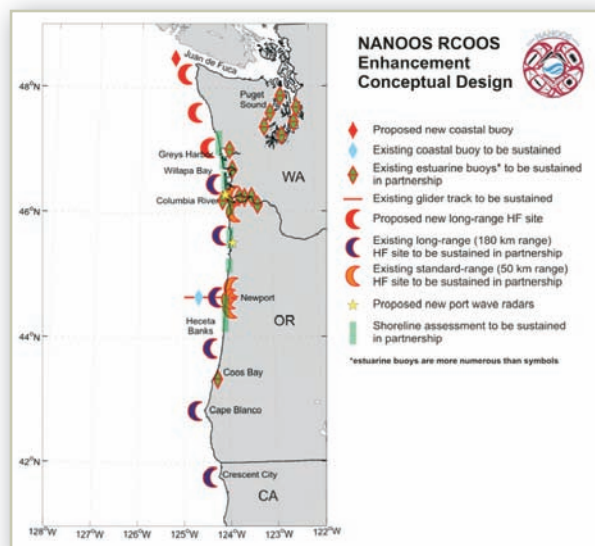 NANOOS RCOOS
Enhancement
Conceptual Design
Proposed new coastal buoy
Existing coastal buoy to be sustained
Existing estuarine buoys* to be sustained
in partnership
Existing glider track to be sustained
Proposed new long-range HF site
Existing long-range (180 km range)
HF site to be sustained in partnership
Existing standard-range (50 km range)
HF site to be sustained in partnership
Proposed new port wave radars
Shoreline assessment to be sustained
in partnership
*estuarine buoys are more numerous than symbols
Juan de Fuca
48°N
Puget
Sound
Greys Harbor
Willapa Bay
WA
Columbia River
46°N
Newport
OR
Heceta
Banks
44°N
Coos Bay
Cape Blanco
42°N
Crescent City
CA
128°W 126°W 125°W 124°W 123°W 122°W